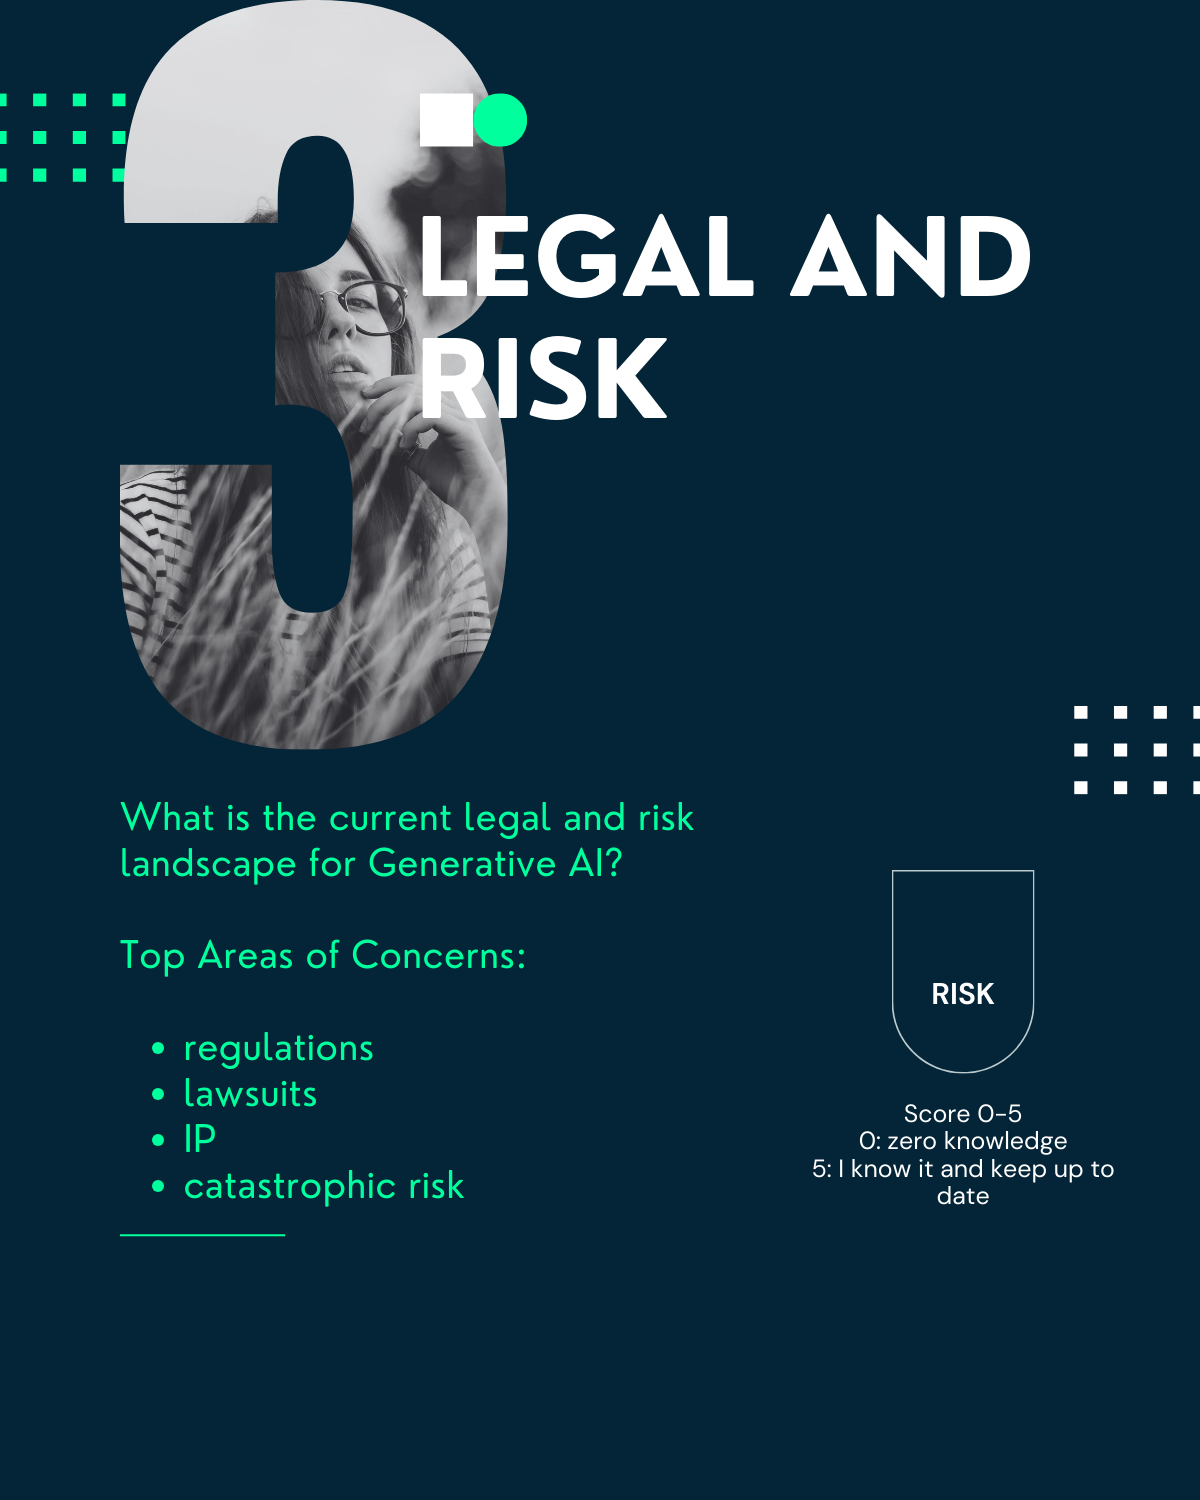 3
LEGAL AND
RISK
What is the current legal and risk
landscape for Generative AI?
Top Areas of Concerns:
• regulations
• lawsuits
• IP
• catastrophic risk
RISK
Score 0-5
0: zero knowledge
5: I know it and keep up to
date